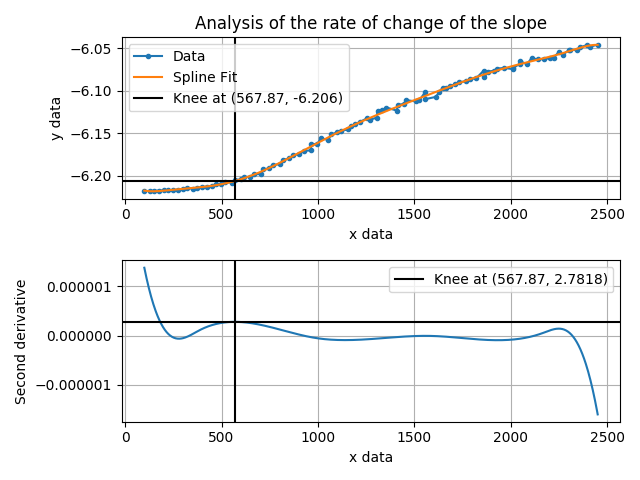 Analysis of the rate of change of the slope
−6.05
−6.10
−6.15
−6.20
y data
Data
Spline Fit
Knee at (567.87, -6.206)
0 500 1000 1500 2000 2500
x data
0.000001
0.000000
−0.000001
Second derivative
Knee at (567.87, 2.7818)
0 500 1000 1500 2000 2500
x data